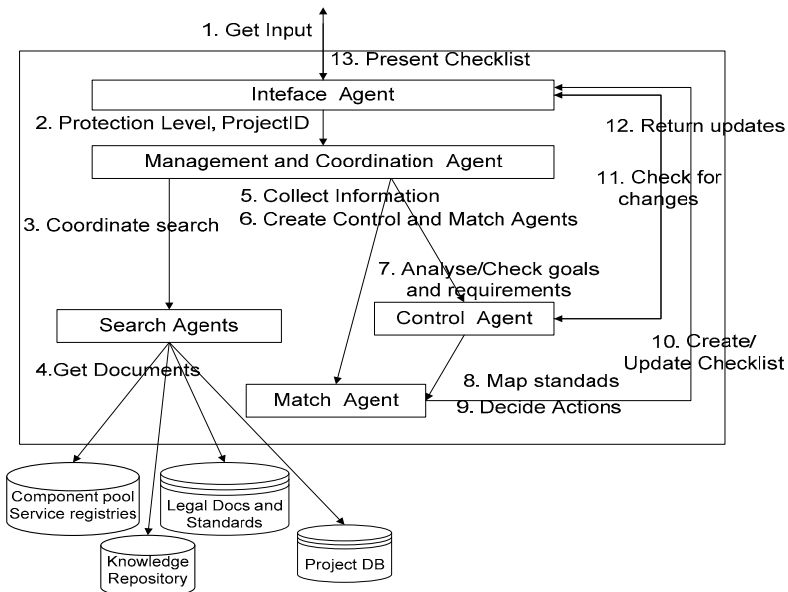 1. Get Input
13. Present Checklist
Inteface Agent
2. Protection Level, ProjectID
12. Return updates
Management and Coordination Agent
11. Check for
changes
5. Collect Information
6. Create Control and Match Agents
3. Coordinate search
7. Analyse/Check goals
and requirements
Search Agents
Control Agent
10. Create/
Update Checklist
4.Get Documents
8. Map standads
Match Agent
9. Decide Actions
Component pool
Service registries
Legal Docs and
Standards
Knowledge
Repository
Project DB